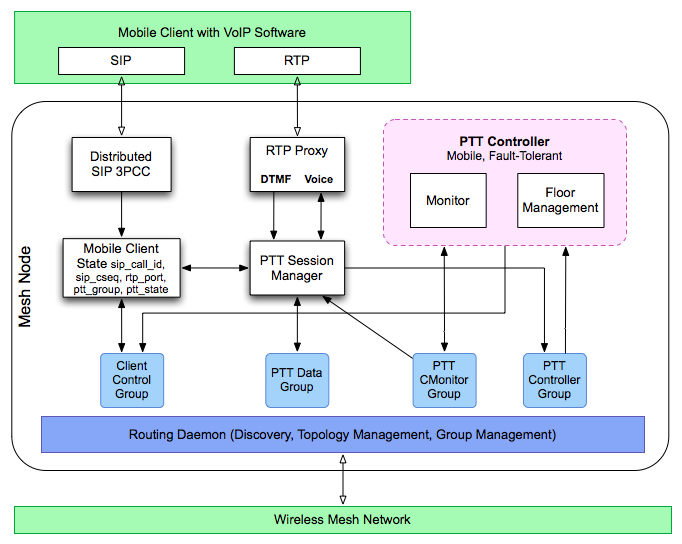 Mobile Client with VoIP Software
SIP
RTP
Distributed
SIP 3PCC
RTP Proxy
DTMF Voice
PTT Controller
Mobile, Fault-Tolerant
Monitor
Floor
Management
Mesh Node
Mobile Client
State sip_call_id,
sip_cseq, rtp_port,
ptt_group, ptt_state
PTT Session
Manager
Client
Control
Group
PTT Data
Group
PTT
CMonitor
Group
PTT
Controller
Group
Routing Daemon (Discovery, Topology Management, Group Management)
Wireless Mesh Network